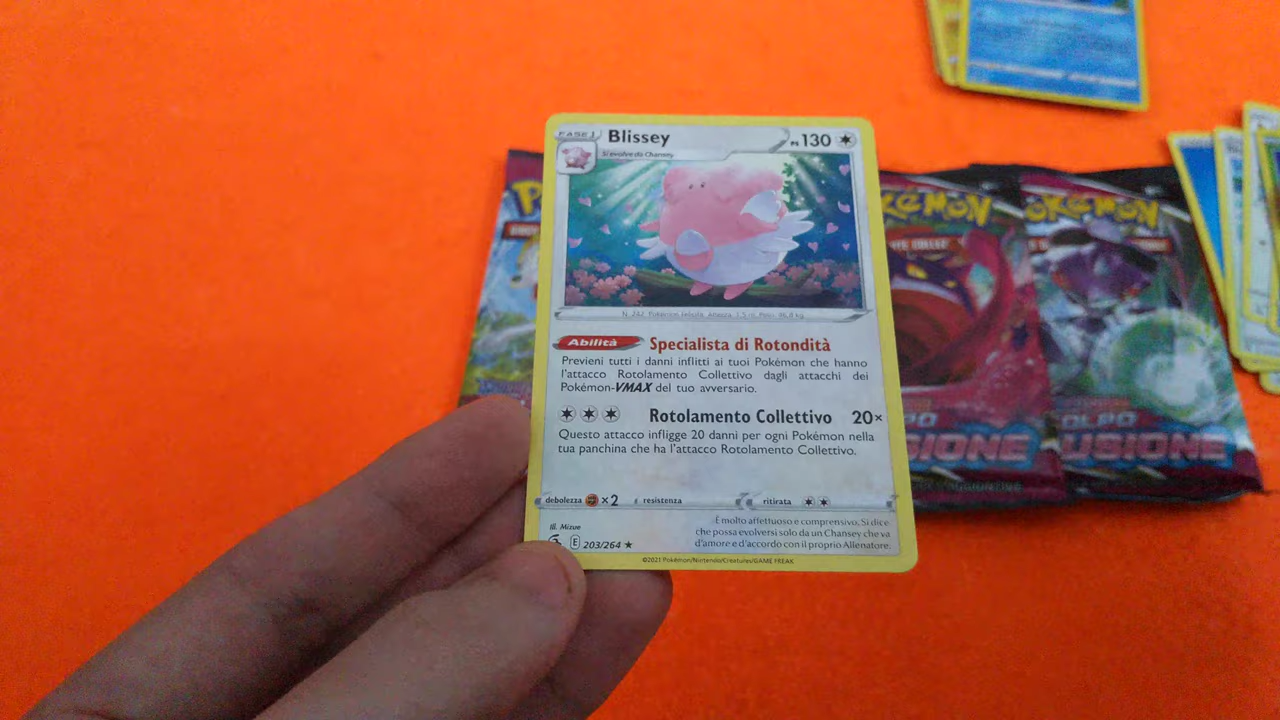 FASE 1
Blissey
PS 130
Si evolve da Chansey
N. 242 Pokémon Felicità Altezza: 1,5 m Peso: 46,8 kg
Abilità Specialista di Rotondità
Previeni tutti i danni inflitti ai tuoi Pokémon che hanno
l'attacco Rotolamento Collettivo dagli attacchi dei
Pokémon-VMAX del tuo avversario.
Rotolamento Collettivo 20×
Questo attacco infligge 20 danni per ogni Pokémon nella
tua panchina che ha l'attacco Rotolamento Collettivo.
debolezza ×2 resistenza ritirata
Ill. Mizue
E 203/264 ★
È molto affettuoso e comprensivo. Si dice
che possa evolversi solo da un Chansey che va
d'amore e d'accordo con il proprio Allenatore.
©2021 Pokémon/Nintendo/Creatures/GAME FREAK
KEMON
POKEMON
PO
USIONE
OLPO
USIONE